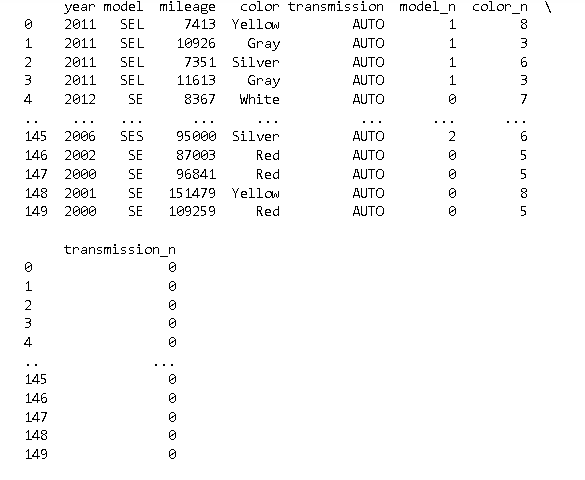 year model mileage color transmission model_n color_n \
0 2011 SEL 7413 Yellow AUTO 1 8
1 2011 SEL 10926 Gray AUTO 1 3
2 2011 SEL 7351 Silver AUTO 1 6
3 2011 SEL 11613 Gray AUTO 1 3
4 2012 SE 8367 White AUTO 0 7
.. ... ... ... ... ... ... ...
145 2006 SES 95000 Silver AUTO 2 6
146 2002 SE 87003 Red AUTO 0 5
147 2000 SE 96841 Red AUTO 0 5
148 2001 SE 151479 Yellow AUTO 0 8
149 2000 SE 109259 Red AUTO 0 5
transmission_n
0 0
1 0
2 0
3 0
4 0
.. ...
145 0
146 0
147 0
148 0
149 0